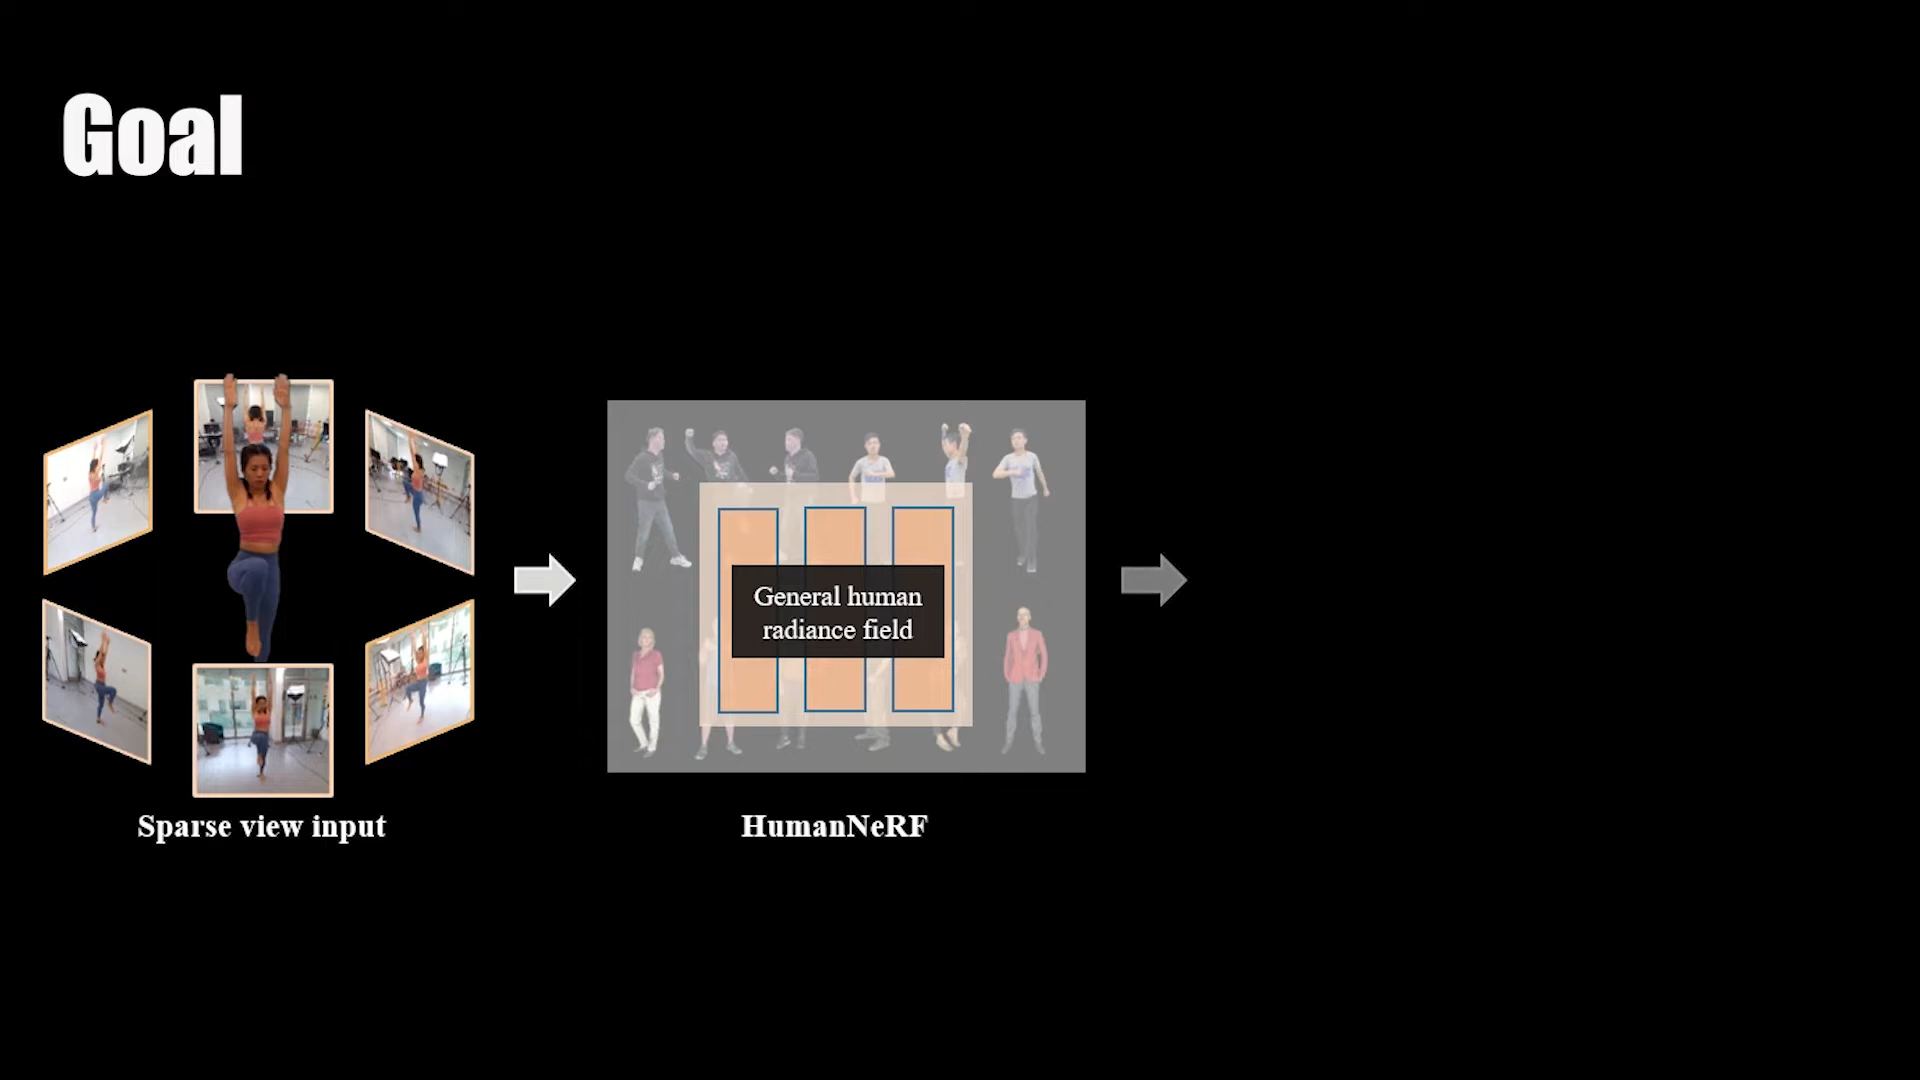 Goal
General human
radiance field
Sparse view input
HumanNeRF